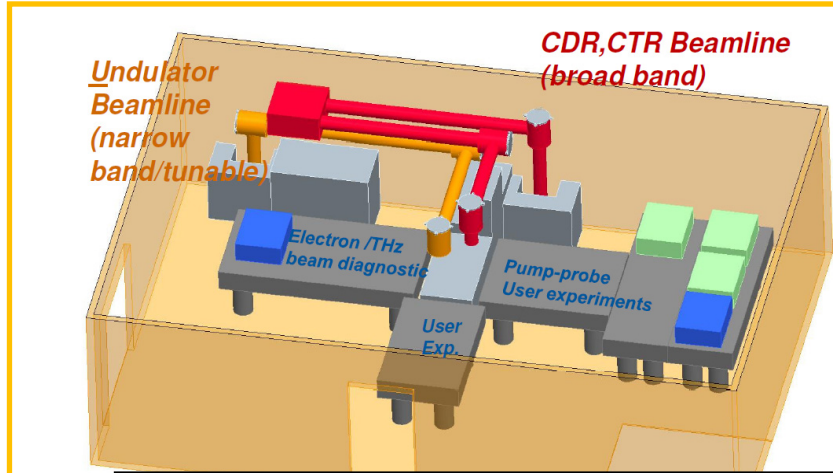 CDR,CTR Beamline
(broad band)
Undulator
Beamline
(narrow
band/tunable)
Electron /THz
beam diagnostic
Pump-probe
User experiments
User
Exp.